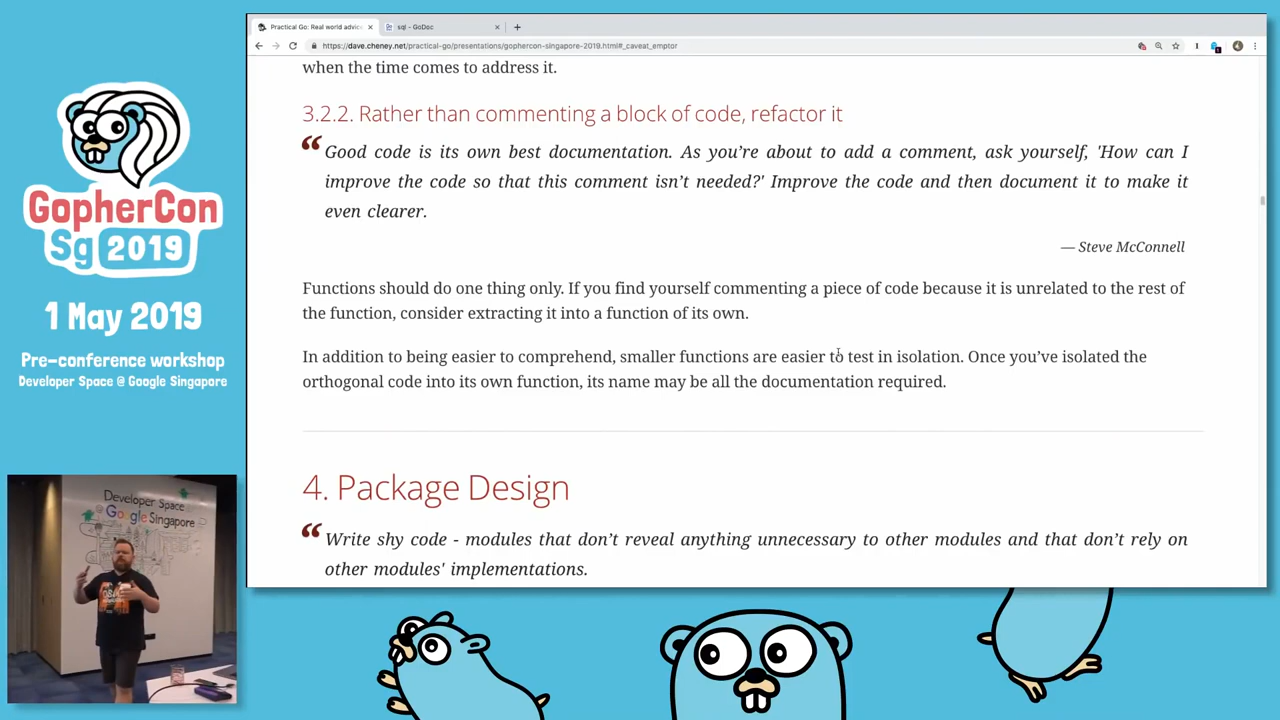 Practical Go: Real world advic
sql - GoDoc
https://dave.cheney.net/practical-go/presentations/gophercon-singapore-2019.html#_caveat_emptor
when the time comes to address it.
3.2.2. Rather than commenting a block of code, refactor it
“ Good code is its own best documentation. As you’re about to add a comment, ask yourself, 'How can I
improve the code so that this comment isn’t needed?' Improve the code and then document it to make it
even clearer.
— Steve McConnell
Functions should do one thing only. If you find yourself commenting a piece of code because it is unrelated to the rest of
the function, consider extracting it into a function of its own.
In addition to being easier to comprehend, smaller functions are easier to test in isolation. Once you’ve isolated the
orthogonal code into its own function, its name may be all the documentation required.
4. Package Design
“ Write shy code - modules that don’t reveal anything unnecessary to other modules and that don’t rely on
other modules' implementations.
GopherCon
Sg 2019
1 May 2019
Pre-conference workshop
Developer Space @ Google Singapore
Developer Space
@ Google Singapore